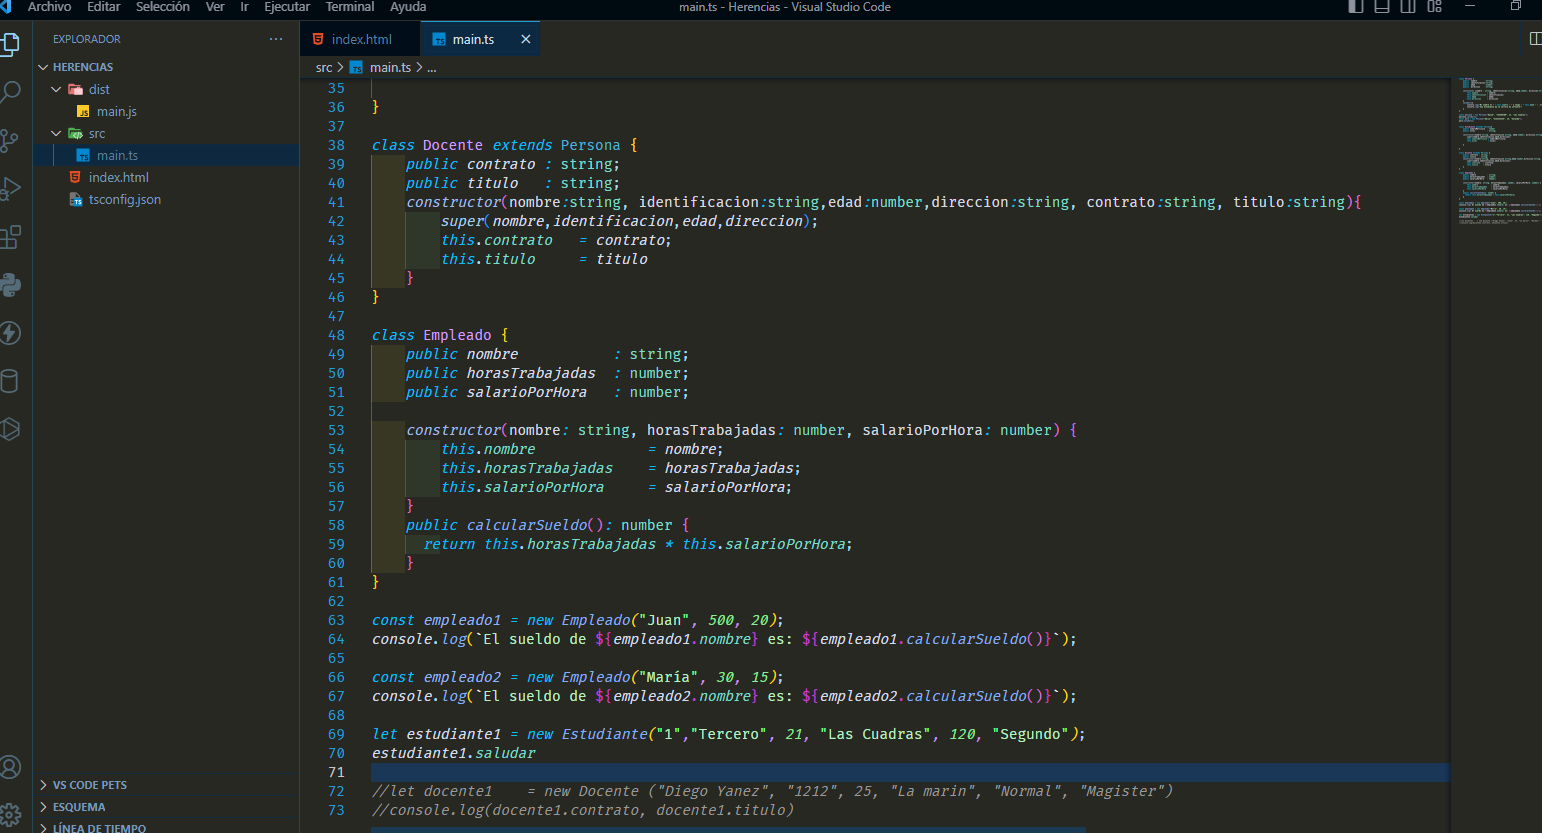 Archivo Editar Selección Ver Ir Ejecutar Terminal Ayuda
main.ts - Herencias - Visual Studio Code
EXPLORADOR
HERENCIAS
dist
JS main.js
src
TS main.ts
index.html
tsconfig.json
VS CODE PETS
ESQUEMA
LÍNEA DE TIEMPO
index.html
TS main.ts
src > TS main.ts > ...
35
36 }
37
38 class Docente extends Persona {
39 public contrato : string;
40 public titulo   : string;
41 constructor(nombre:string, identificacion:string,edad:number,direccion:string, contrato:string, titulo:string){
42 super(nombre,identificacion,edad,direccion);
43 this.contrato   = contrato;
44 this.titulo     = titulo
45 }
46 }
47
48 class Empleado {
49 public nombre           : string;
50 public horasTrabajadas  : number;
51 public salarioPorHora   : number;
52
53 constructor(nombre: string, horasTrabajadas: number, salarioPorHora: number) {
54 this.nombre             = nombre;
55 this.horasTrabajadas    = horasTrabajadas;
56 this.salarioPorHora     = salarioPorHora;
57 }
58 public calcularSueldo(): number {
59 return this.horasTrabajadas * this.salarioPorHora;
60 }
61 }
62
63 const empleado1 = new Empleado("Juan", 500, 20);
64 console.log(`El sueldo de ${empleado1.nombre} es: ${empleado1.calcularSueldo()}`);
65
66 const empleado2 = new Empleado("María", 30, 15);
67 console.log(`El sueldo de ${empleado2.nombre} es: ${empleado2.calcularSueldo()}`);
68
69 let estudiante1 = new Estudiante("1","Tercero", 21, "Las Cuadras", 120, "Segundo");
70 estudiante1.saludar
71
72 //let docente1    = new Docente ("Diego Yanez", "1212", 25, "La marin", "Normal", "Magister")
73 //console.log(docente1.contrato, docente1.titulo)